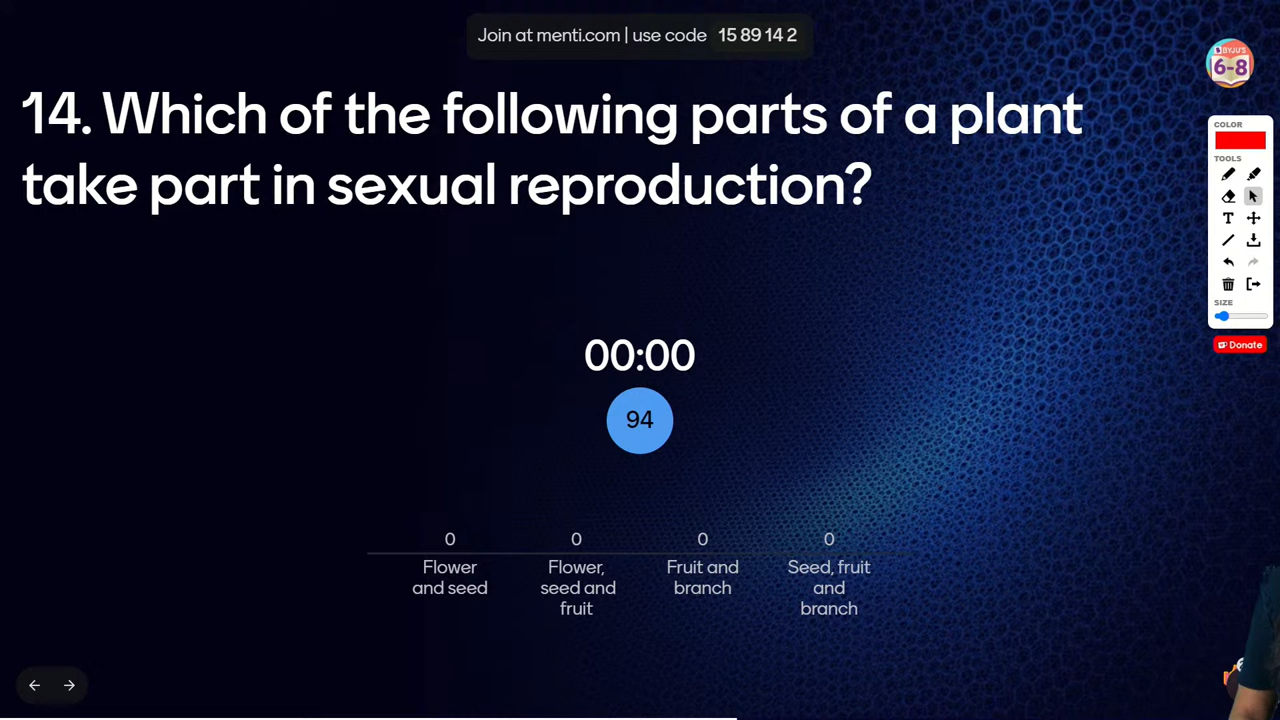 Join at menti.com | use code 15 89 14 2
BYJU'S
6-8
14. Which of the following parts of a plant
take part in sexual reproduction?
COLOR
TOOLS
T
SIZE
Donate
00:00
94
0
Flower
and seed
0
Flower,
seed and
fruit
0
Fruit and
branch
0
Seed, fruit
and
branch